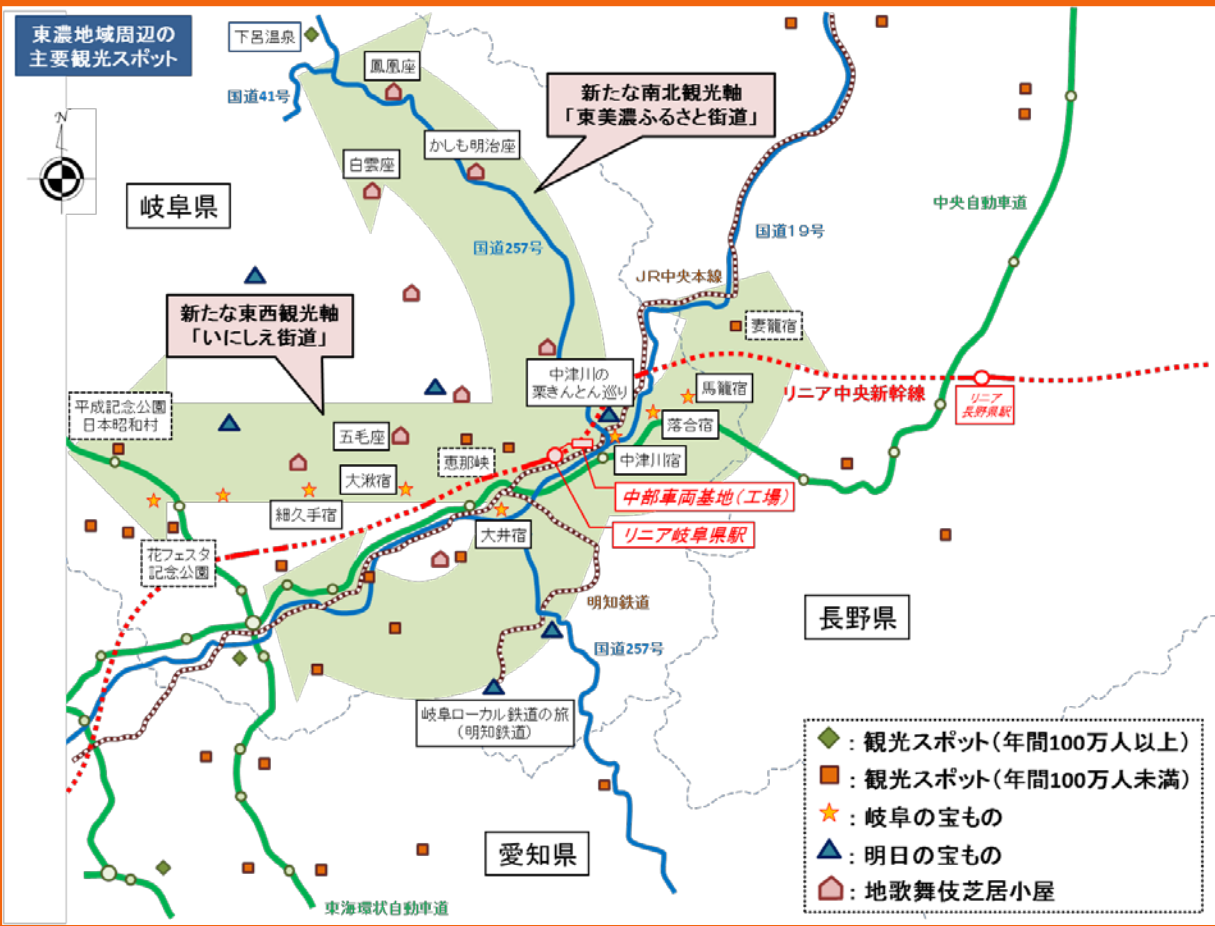 東濃地域周辺の
主要観光スポット
下呂温泉
鳳凰座
国道41号
新たな南北観光軸
「東美濃ふるさと街道」
N
かしも明治座
白雲座
岐阜県
中央自動車道
国道19号
国道257号
JR中央本線
新たな東西観光軸
「いにしえ街道」
妻籠宿
中津川の
栗きんとん巡り
馬籠宿
リニア中央新幹線
リニア
長野県駅
平成記念公園
日本昭和村
落合宿
五毛座
恵那峡
中津川宿
大湫宿
中部車両基地(工場)
細久手宿
大井宿
リニア岐阜県駅
花フェスタ
記念公園
明知鉄道
長野県
国道257号
岐阜ローカル鉄道の旅
(明知鉄道)
愛知県
東海環状自動車道
:観光スポット(年間100万人以上)
:観光スポット(年間100万人未満)
:岐阜の宝もの
:明日の宝もの
:地歌舞伎芝居小屋